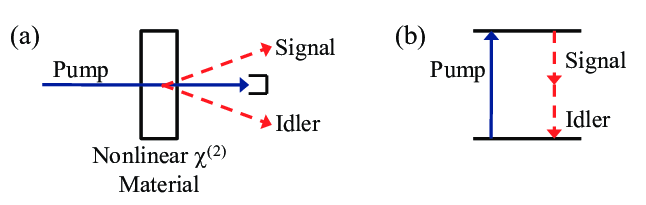 (a)
Pump
Signal
Idler
Nonlinear χ⁽²⁾
Material
(b)
Pump
Signal
Idler